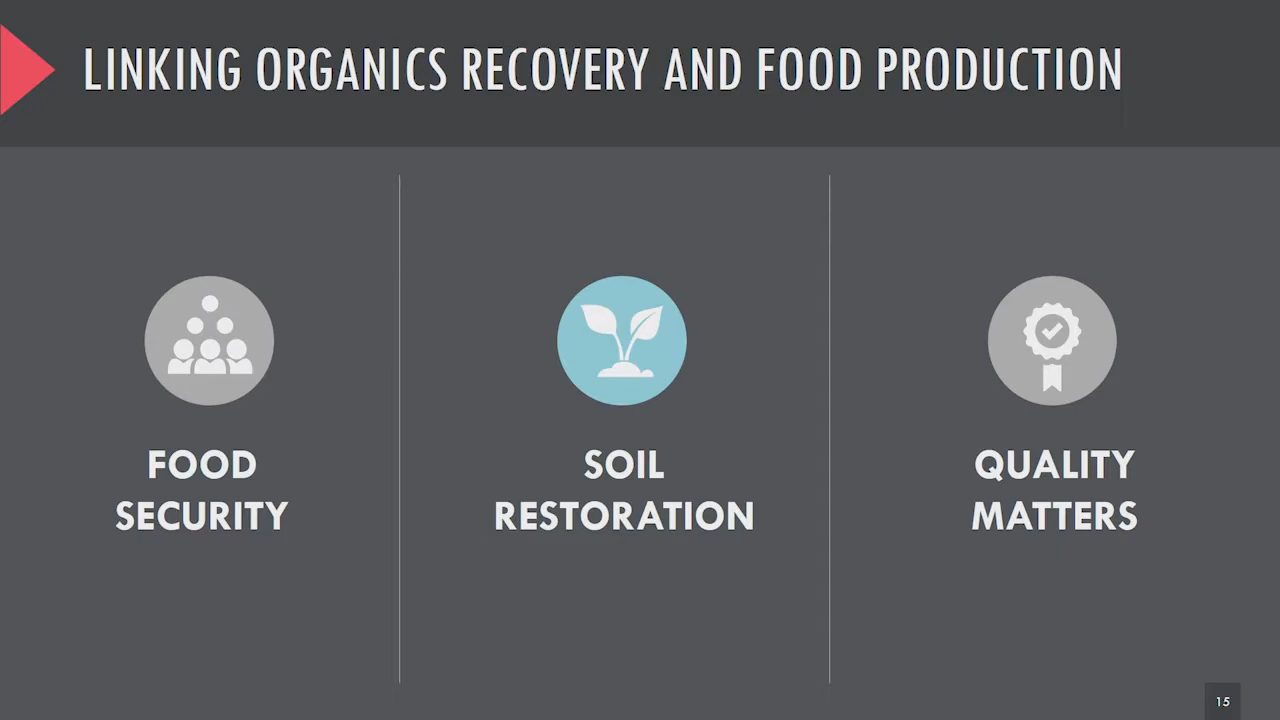 LINKING ORGANICS RECOVERY AND FOOD PRODUCTION
FOOD
SECURITY
SOIL
RESTORATION
QUALITY
MATTERS
15